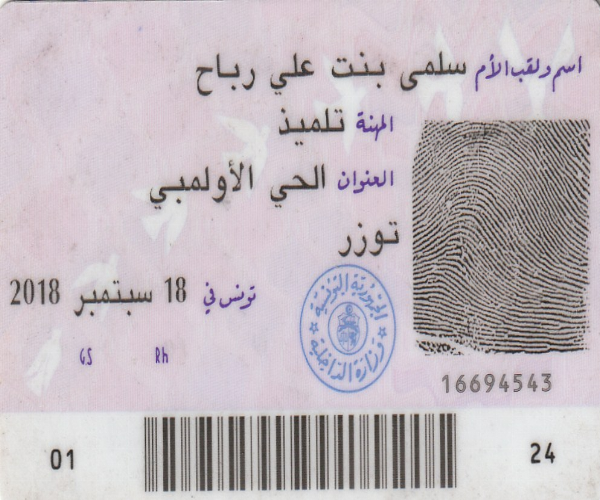 اسم ولقب الأم سلمى بنت علي رباح
المهنة تلميذ
العنوان الحي الأولمبي
توزر
تونس في 18 سبتمبر 2018
الجمهورية التونسية
وزارة الداخلية
GS Rh
16694543
01 24